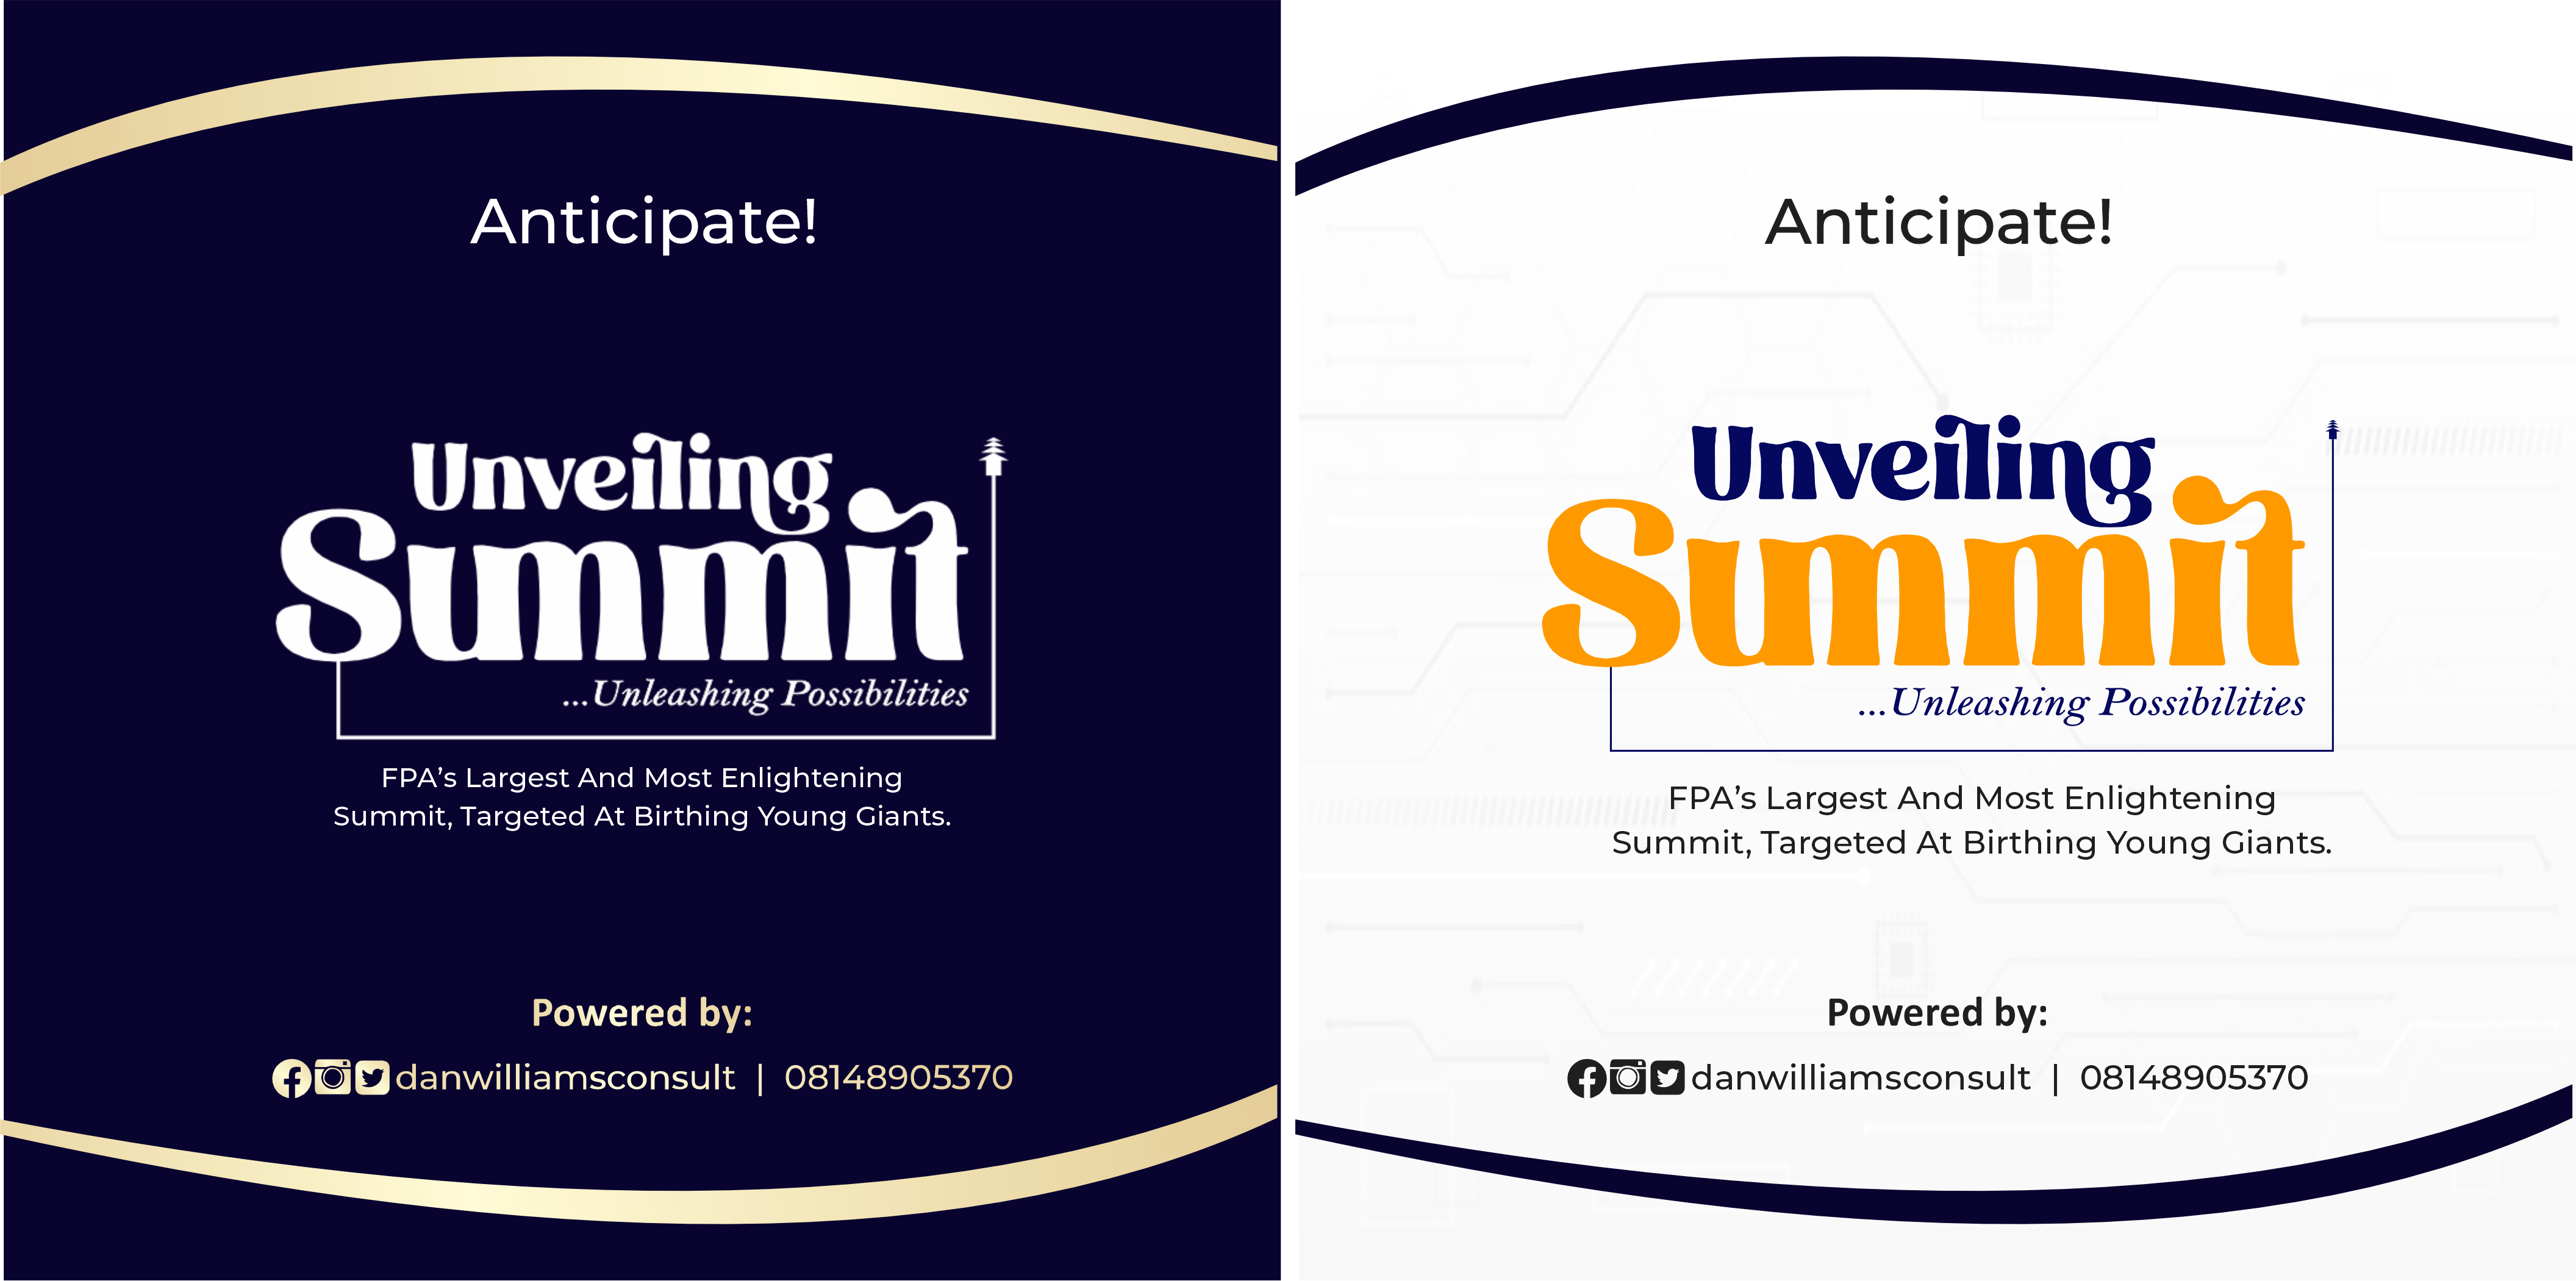 Anticipate!
Unveiling
Summit
...Unleashing Possibilities
FPA’s Largest And Most Enlightening
Summit, Targeted At Birthing Young Giants.
Powered by:
danwilliamsconsult | 08148905370
Anticipate!
Unveiling
Summit
...Unleashing Possibilities
FPA’s Largest And Most Enlightening
Summit, Targeted At Birthing Young Giants.
Powered by:
danwilliamsconsult | 08148905370